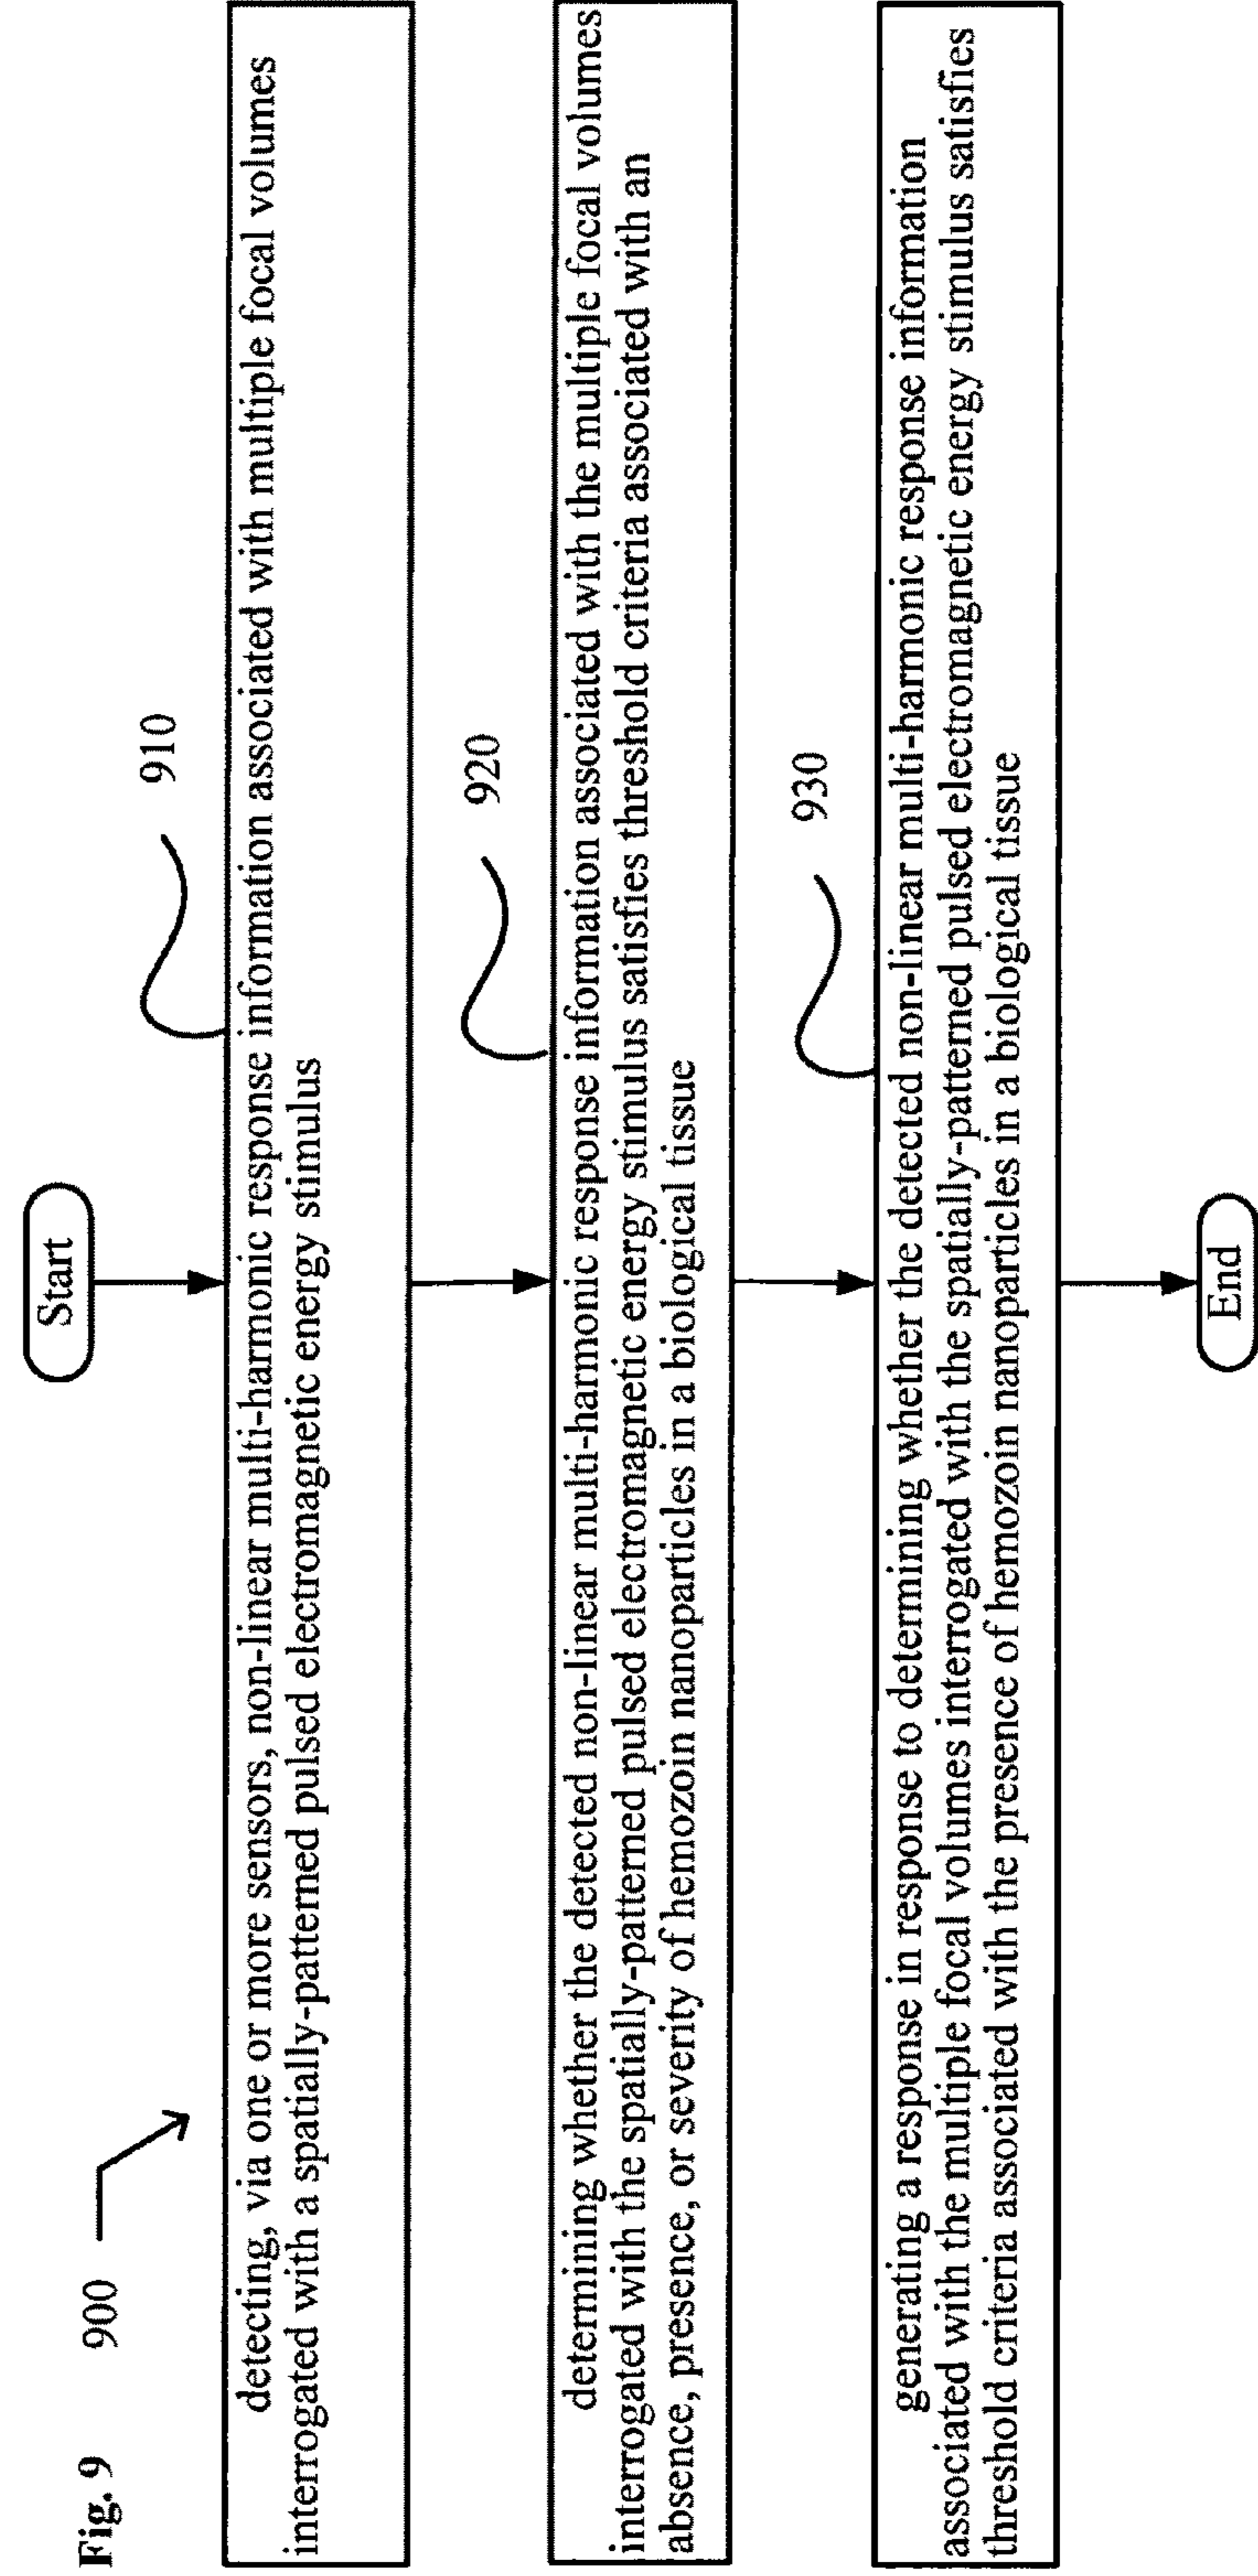 Fig. 9
900
Start
910
detecting, via one or more sensors, non-linear multi-harmonic response information associated with multiple focal volumes
interrogated with a spatially-patterned pulsed electromagnetic energy stimulus
920
determining whether the detected non-linear multi-harmonic response information associated with the multiple focal volumes
interrogated with the spatially-patterned pulsed electromagnetic energy stimulus satisfies threshold criteria associated with an
absence, presence, or severity of hemozoin nanoparticles in a biological tissue
930
generating a response in response to determining whether the detected non-linear multi-harmonic response information
associated with the multiple focal volumes interrogated with the spatially-patterned pulsed electromagnetic energy stimulus satisfies
threshold criteria associated with the presence of hemozoin nanoparticles in a biological tissue
End